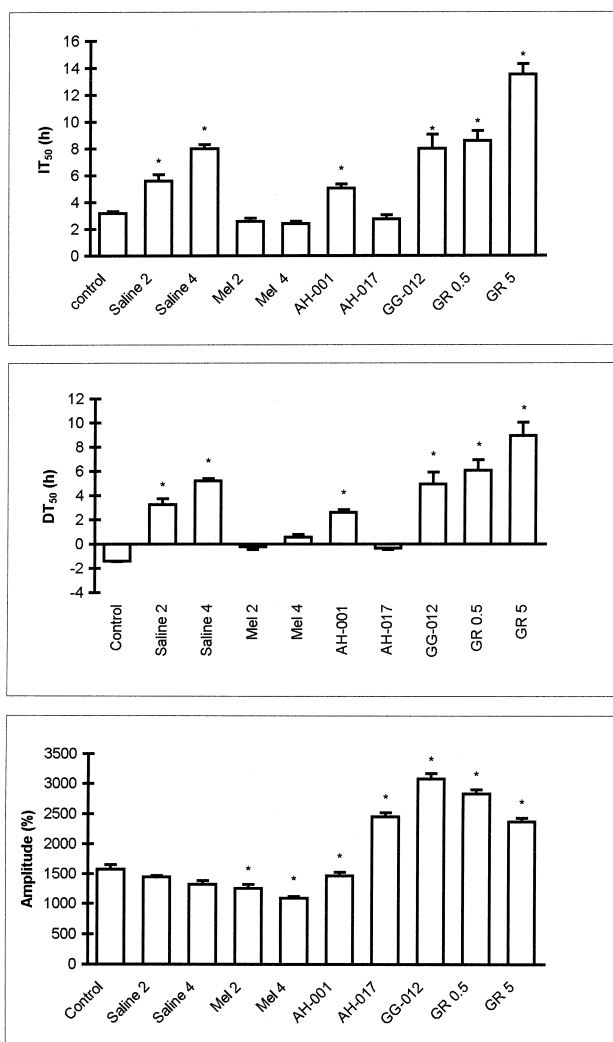 16
14
12
10
8
6
4
2
0
IT50 (h)
* * * * * *
control Saline 2 Saline 4 Mel 2 Mel 4 AH-001 AH-017 GG-012 GR 0.5 GR 5
12
10
8
6
4
2
0
-2
-4
DT50 (h)
* * * * * *
Control Saline 2 Saline 4 Mel 2 Mel 4 AH-001 AH-017 GG-012 GR 0.5 GR 5
3500
3000
2500
2000
1500
1000
500
0
Amplitude (%)
* * * * * * *
Control Saline 2 Saline 4 Mel 2 Mel 4 AH-001 AH-017 GG-012 GR 0.5 GR 5